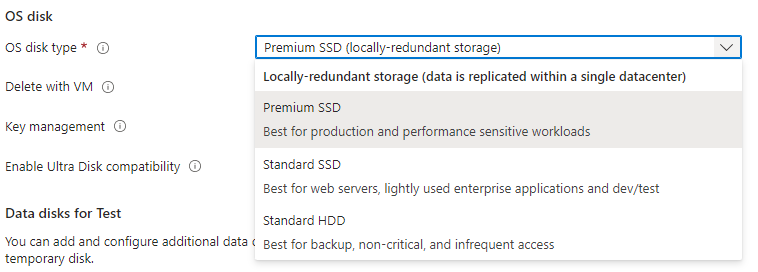 OS disk
OS disk type *
Premium SSD (locally-redundant storage)
Locally-redundant storage (data is replicated within a single datacenter)
Delete with VM
Premium SSD
Key management
Best for production and performance sensitive workloads
Enable Ultra Disk compatibility
Standard SSD
Best for web servers, lightly used enterprise applications and dev/test
Data disks for Test
Standard HDD
You can add and configure additional data
Best for backup, non-critical, and infrequent access
temporary disk.